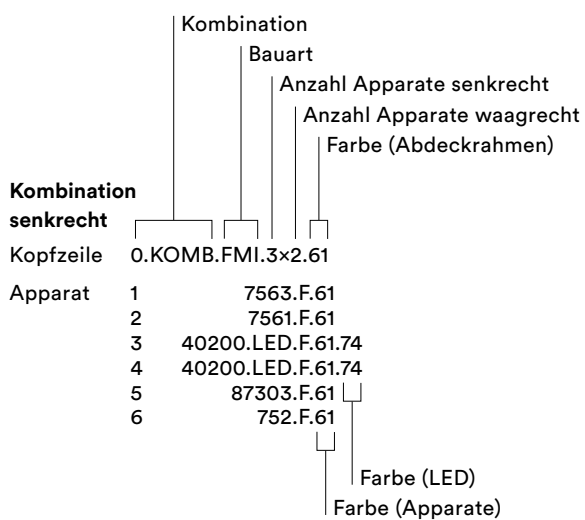 Kombination
Bauart
Anzahl Apparate senkrecht
Anzahl Apparate waagrecht
Farbe (Abdeckrahmen)
Kombination
senkrecht
Kopfzeile 0.KOMB.FMI.3×2.61
Apparat 1 7563.F.61
2 7561.F.61
3 40200.LED.F.61.74
4 40200.LED.F.61.74
5 87303.F.61
6 752.F.61
Farbe (LED)
Farbe (Apparate)